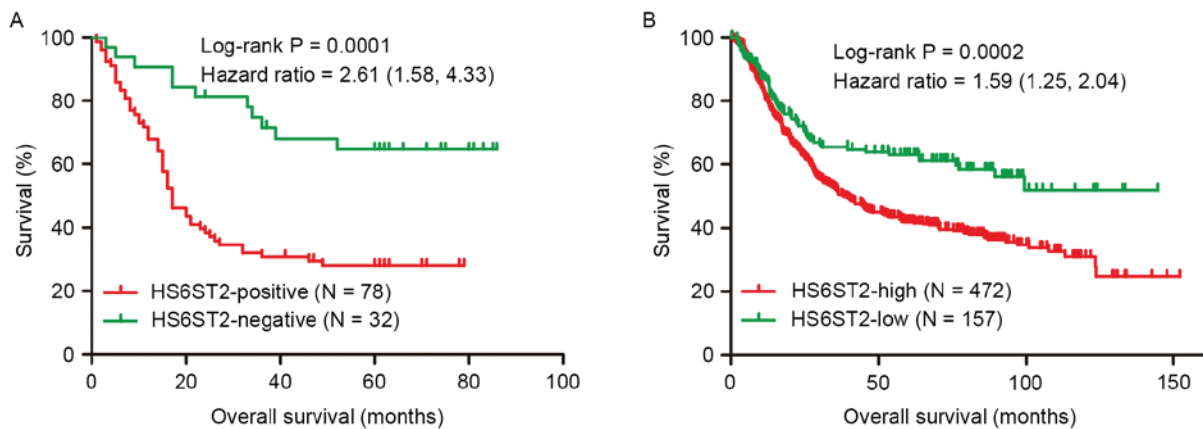 A
Log-rank P = 0.0001
Hazard ratio = 2.61 (1.58, 4.33)
100
80
60
40
20
0
Survival (%)
HS6ST2-positive (N = 78)
HS6ST2-negative (N = 32)
0 20 40 60 80 100
Overall survival (months)
B
Log-rank P = 0.0002
Hazard ratio = 1.59 (1.25, 2.04)
100
80
60
40
20
0
Survival (%)
HS6ST2-high (N = 472)
HS6ST2-low (N = 157)
0 50 100 150
Overall survival (months)